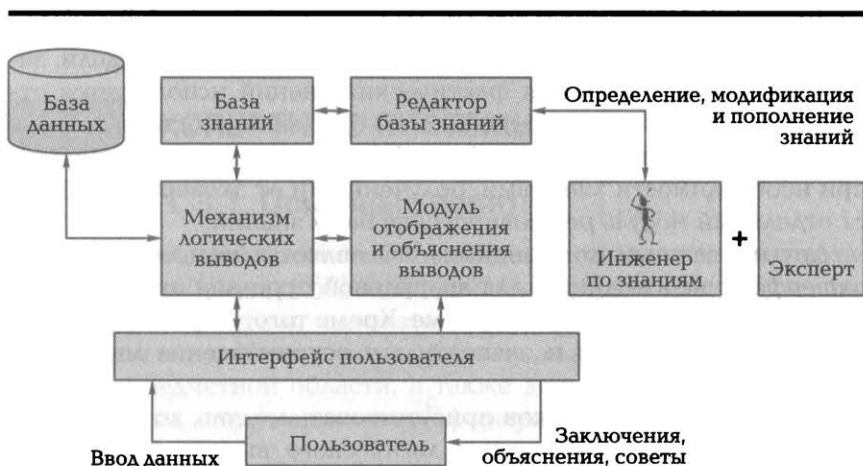 База
данных
База
знаний
Редактор
базы знаний
Определение, модификация
и пополнение
знаний
Механизм
логических
выводов
Модуль
отображения
и объяснения
выводов
Инженер
по знаниям
+
Эксперт
Интерфейс пользователя
Пользователь
Ввод данных
Заключения,
объяснения, советы